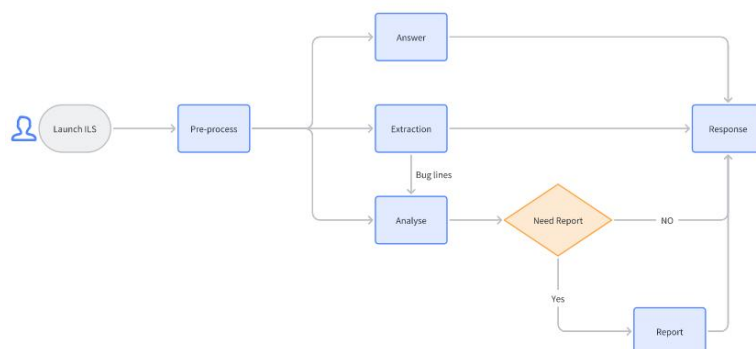 Answer
Launch ILS
Pre-process
Extraction
Response
Bug lines
Analyse
Need Report
NO
Yes
Report